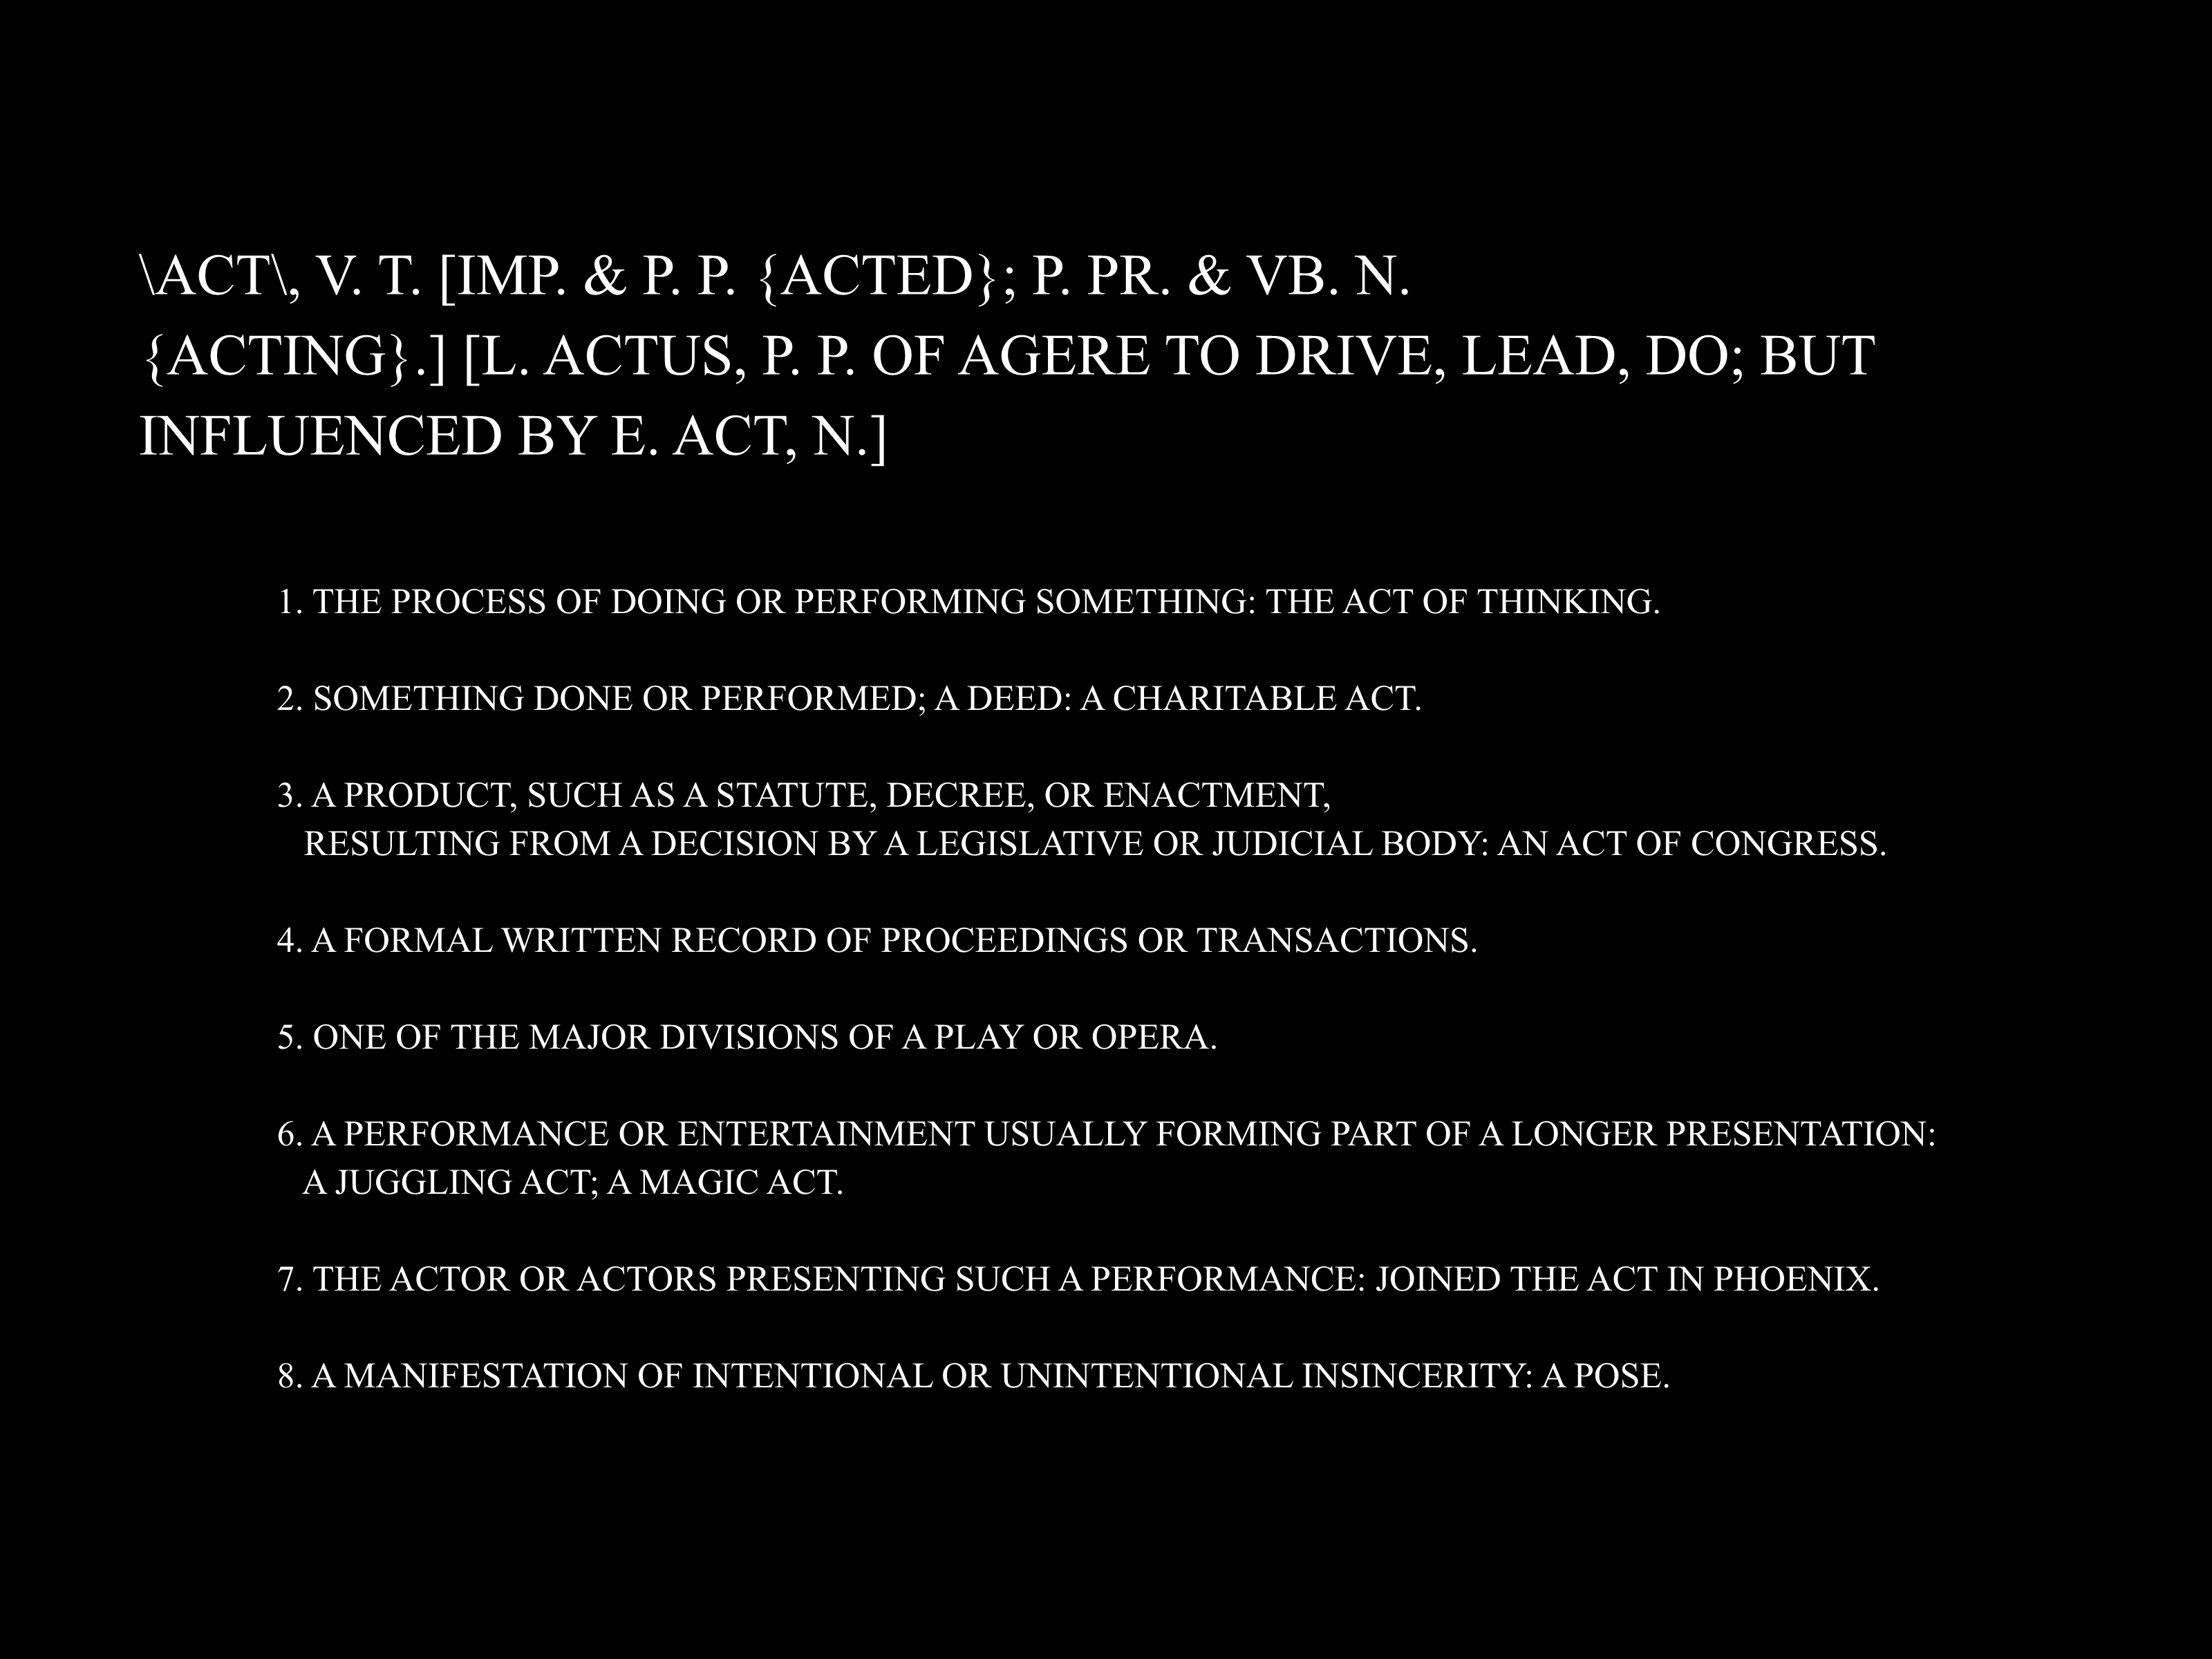 \ACT\, V. T. [IMP. & P. P. {ACTED}; P. PR. & VB. N.
{ACTING}.] [L. ACTUS, P. P. OF AGERE TO DRIVE, LEAD, DO; BUT
INFLUENCED BY E. ACT, N.]
1. THE PROCESS OF DOING OR PERFORMING SOMETHING: THE ACT OF THINKING.
2. SOMETHING DONE OR PERFORMED; A DEED: A CHARITABLE ACT.
3. A PRODUCT, SUCH AS A STATUTE, DECREE, OR ENACTMENT,
RESULTING FROM A DECISION BY A LEGISLATIVE OR JUDICIAL BODY: AN ACT OF CONGRESS.
4. A FORMAL WRITTEN RECORD OF PROCEEDINGS OR TRANSACTIONS.
5. ONE OF THE MAJOR DIVISIONS OF A PLAY OR OPERA.
6. A PERFORMANCE OR ENTERTAINMENT USUALLY FORMING PART OF A LONGER PRESENTATION:
A JUGGLING ACT; A MAGIC ACT.
7. THE ACTOR OR ACTORS PRESENTING SUCH A PERFORMANCE: JOINED THE ACT IN PHOENIX.
8. A MANIFESTATION OF INTENTIONAL OR UNINTENTIONAL INSINCERITY: A POSE.